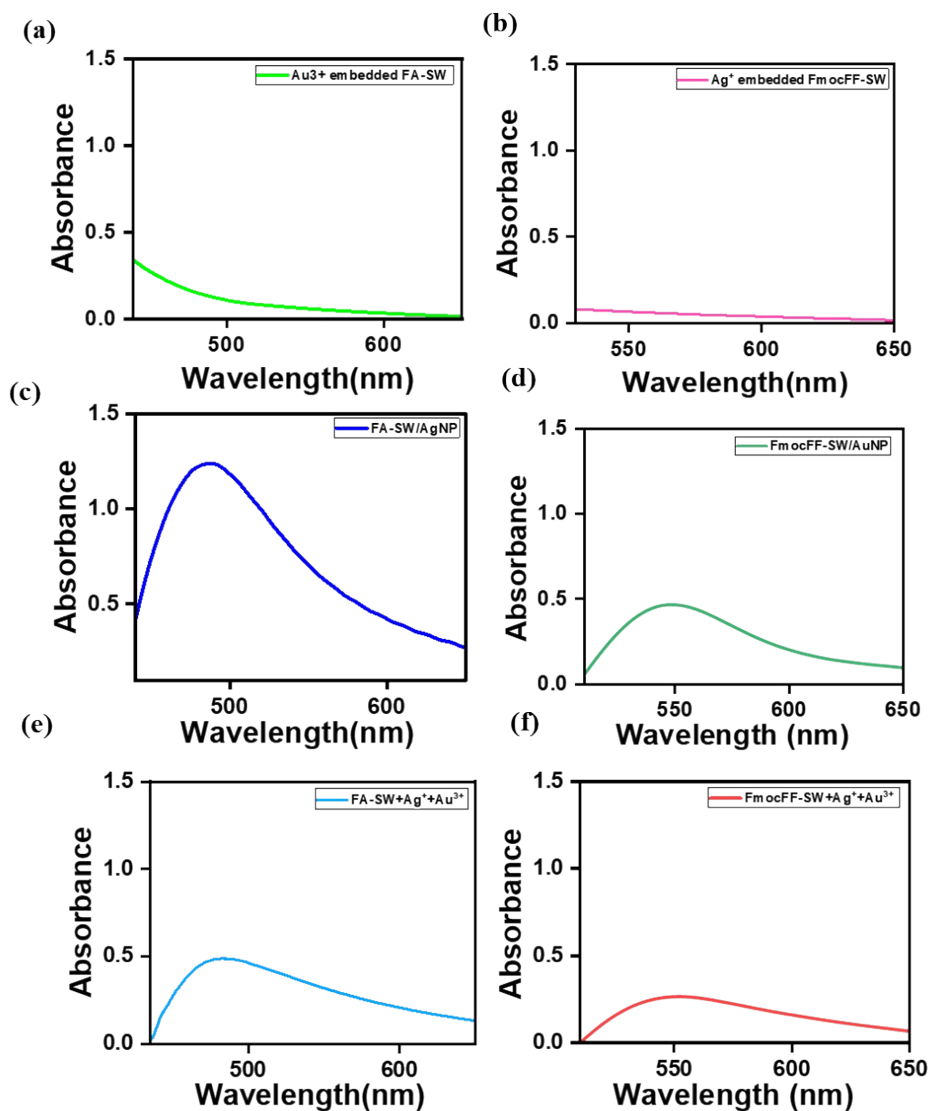 (a)
Au3+ embedded FA-SW
1.5
1.0
0.5
0.0
Absorbance
500
600
Wavelength(nm)
(b)
Ag⁺ embedded FmocFF-SW
1.5
1.0
0.5
0.0
Absorbance
550
600
650
Wavelength(nm)
(c)
FA-SW/AgNP
1.5
1.0
0.5
Absorbance
500
600
Wavelength(nm)
(d)
FmocFF-SW/AuNP
1.5
1.0
0.5
0.0
Absorbance
550
600
650
Wavelength (nm)
(e)
FA-SW+Ag⁺+Au³⁺
1.5
1.0
0.5
0.0
Absorbance
500
600
Wavelength(nm)
(f)
FmocFF-SW+Ag⁺+Au³⁺
1.5
1.0
0.5
0.0
Absorbance
550
600
650
Wavelength (nm)